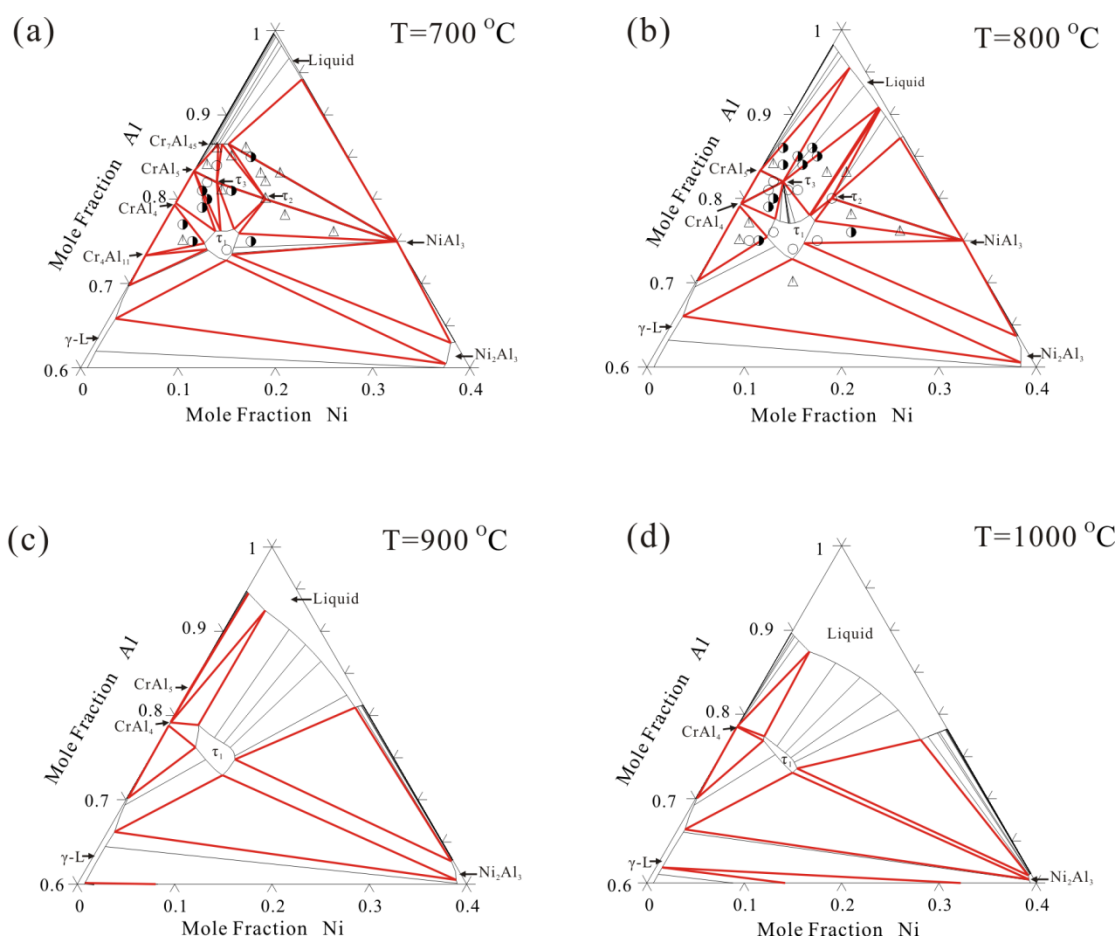 (a)
T=700 °C
1
Liquid
0.9
Cr₇Al₄₅
CrAl₅
τ₃
0.8
CrAl₄
τ₂
τ₁
NiAl₃
Cr₄Al₁₁
0.7
γ-L
Ni₂Al₃
0.6
0
0.1
0.2
0.3
0.4
Mole Fraction Al
Mole Fraction Ni
(b)
T=800 °C
1
Liquid
0.9
CrAl₅
τ₃
0.8
CrAl₄
τ₂
τ₁
NiAl₃
0.7
γ-L
Ni₂Al₃
0.6
0
0.1
0.2
0.3
0.4
Mole Fraction Al
Mole Fraction Ni
(c)
T=900 °C
1
Liquid
0.9
CrAl₅
0.8
CrAl₄
τ₁
0.7
γ-L
Ni₂Al₃
0.6
0
0.1
0.2
0.3
0.4
Mole Fraction Al
Mole Fraction Ni
(d)
T=1000 °C
1
0.9
Liquid
0.8
CrAl₄
τ₁
0.7
γ-L
Ni₂Al₃
0.6
0
0.1
0.2
0.3
0.4
Mole Fraction Al
Mole Fraction Ni